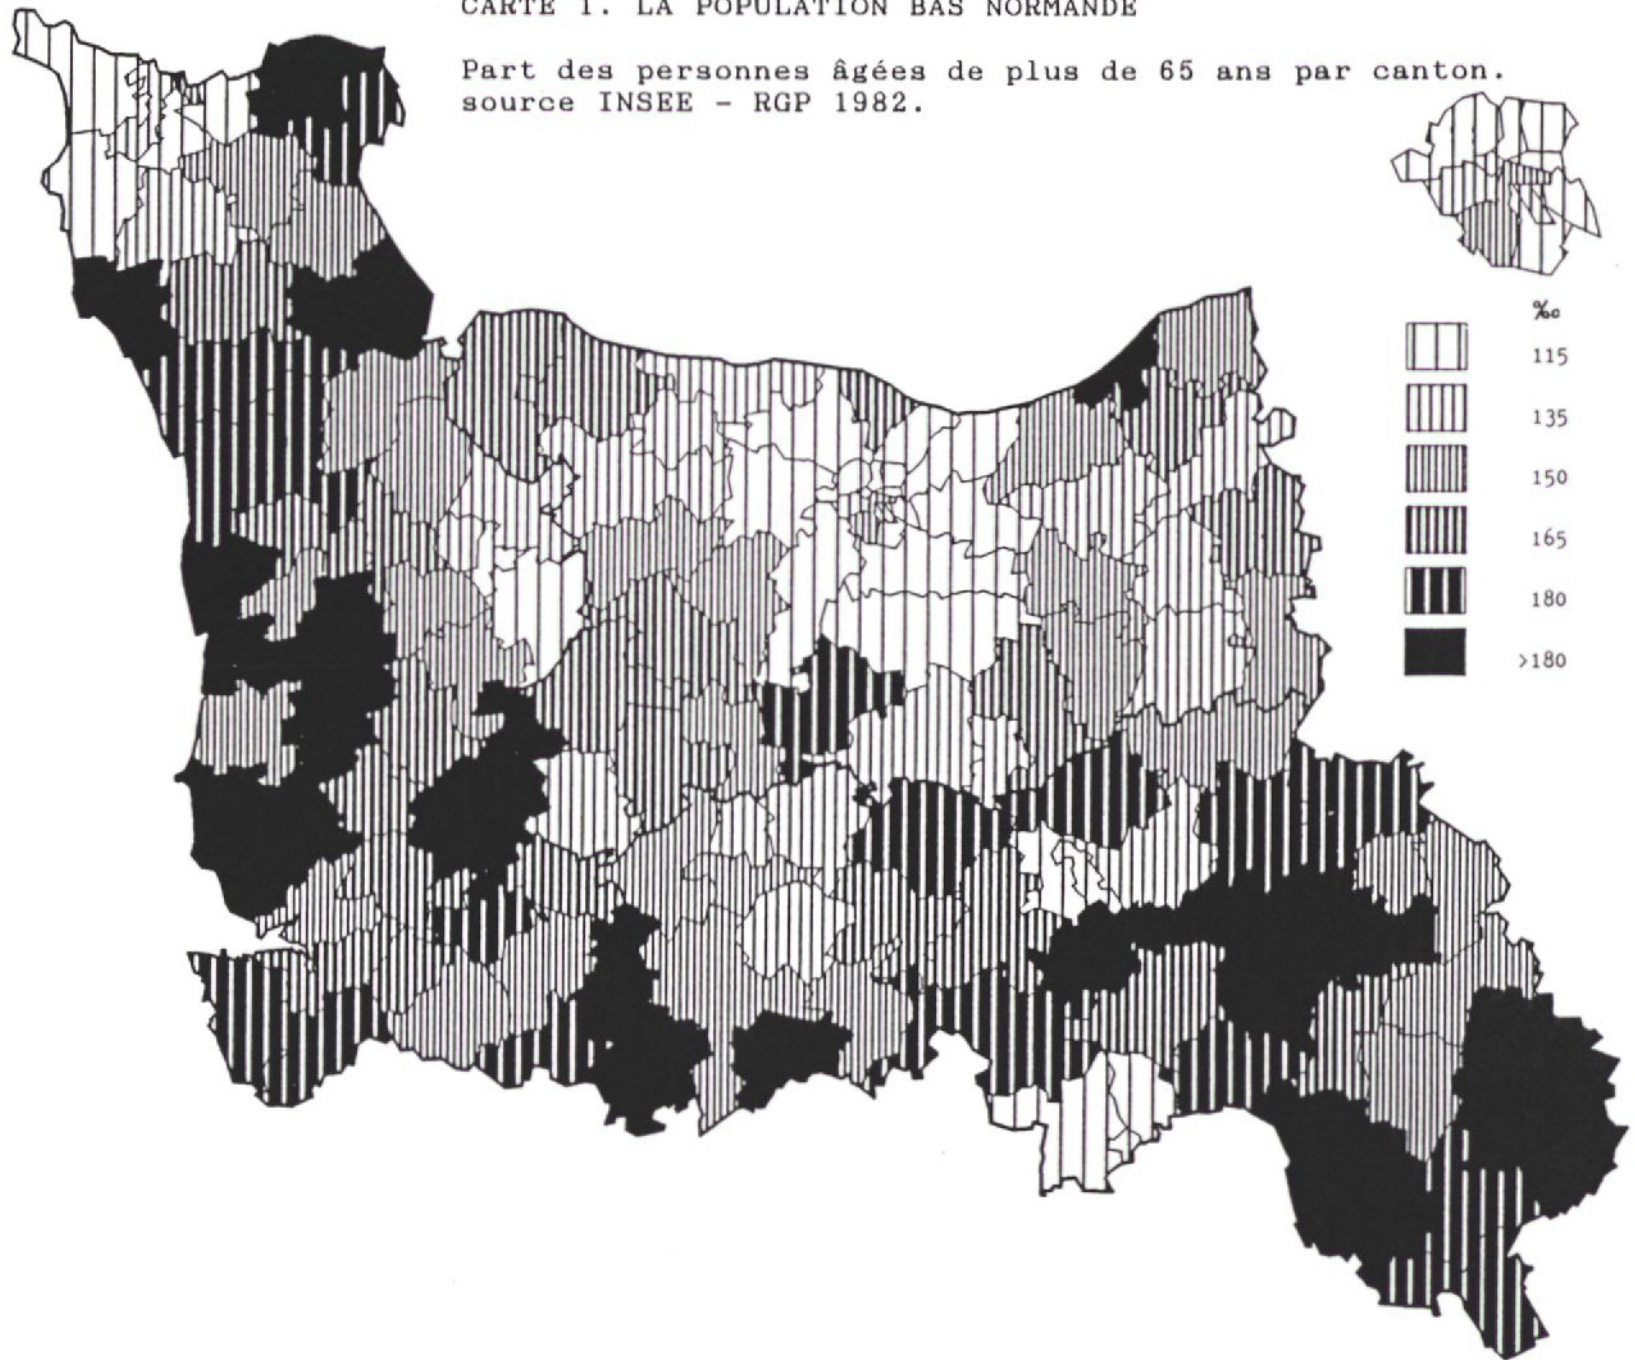 CARTE 1. LA POPULATION BAS NORMANDE
Part des personnes âgées de plus de 65 ans par canton.
source INSEE - RGP 1982.
‰
115
135
150
165
180
>180